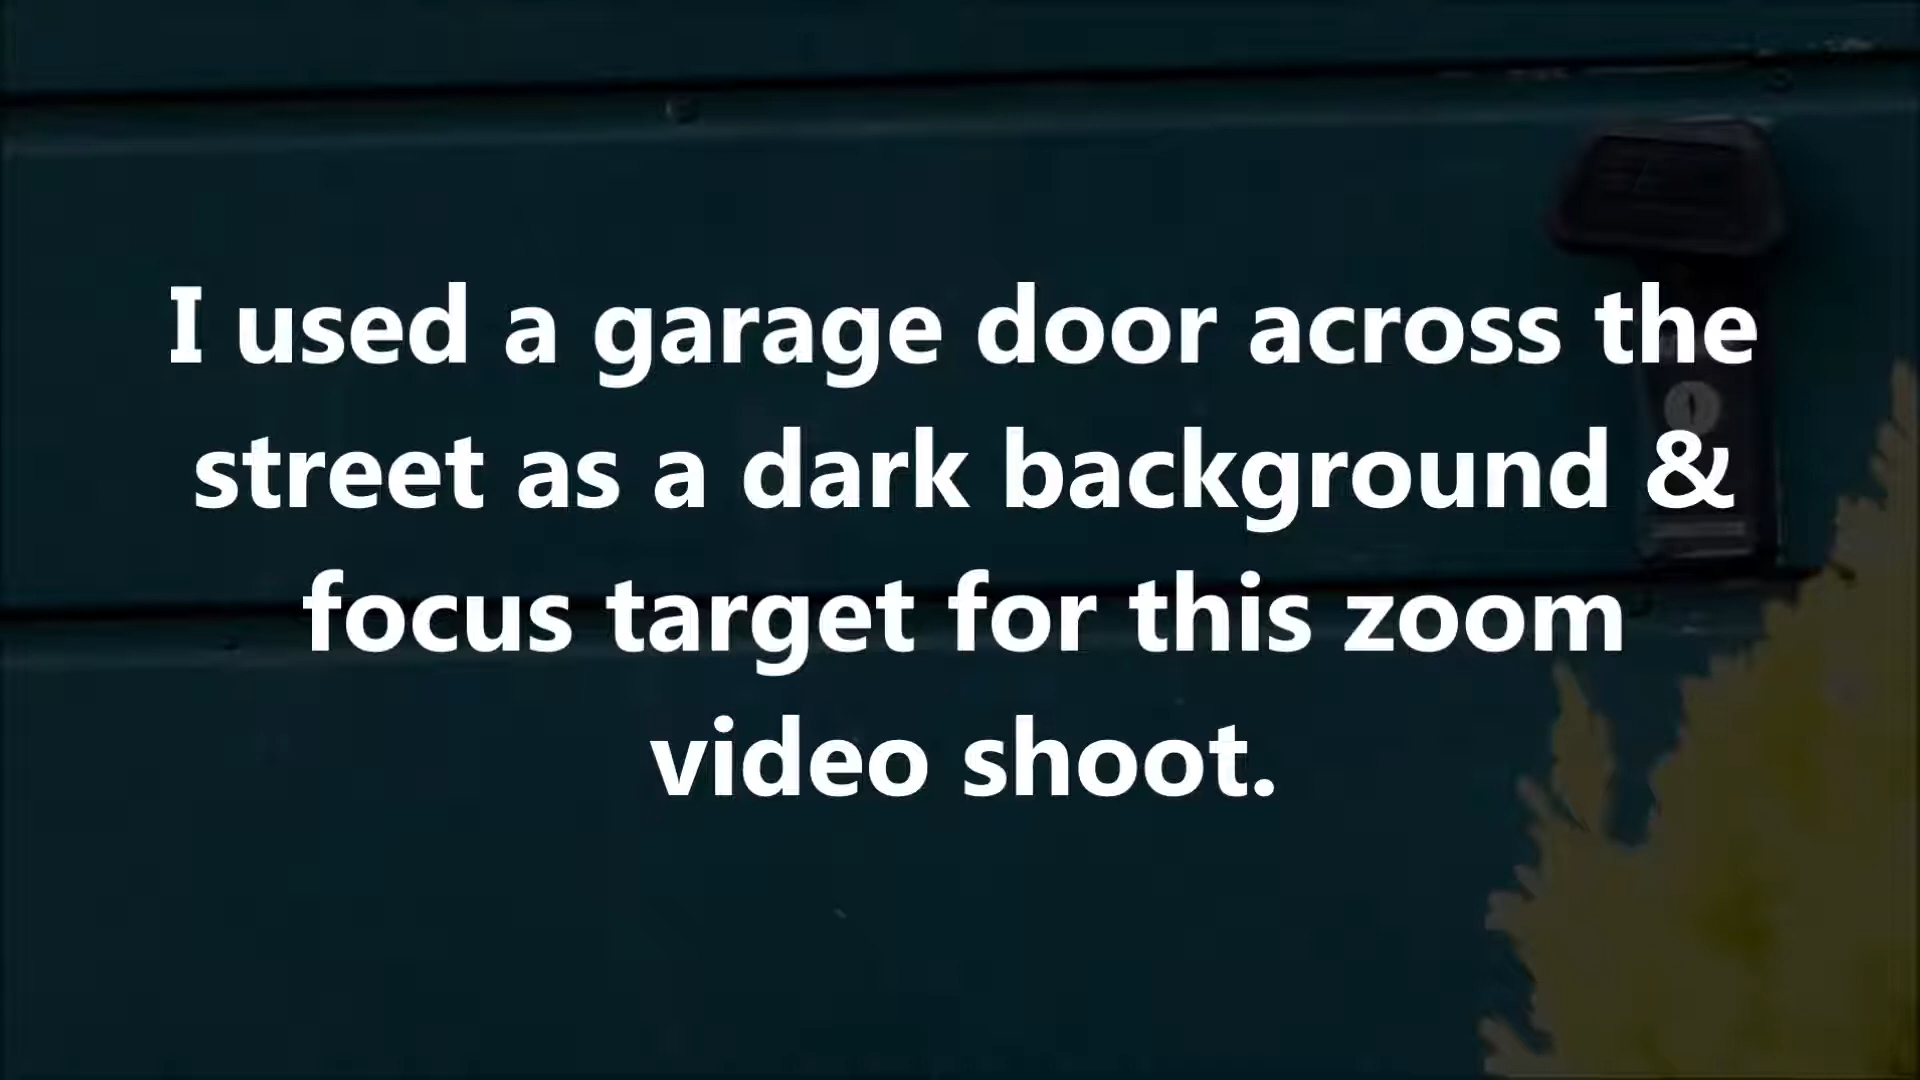 I used a garage door across the
street as a dark background &
focus target for this zoom
video shoot.